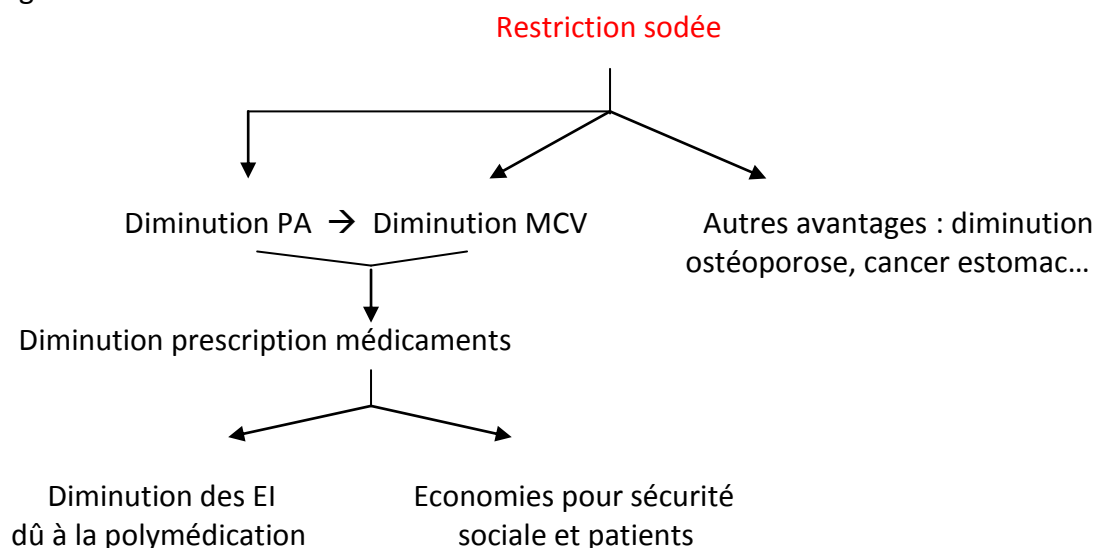 Restriction sodée
Diminution PA → Diminution MCV
Autres avantages : diminution
ostéoporose, cancer estomac…
Diminution prescription médicaments
Diminution des EI
dû à la polymédication
Economies pour sécurité
sociale et patients